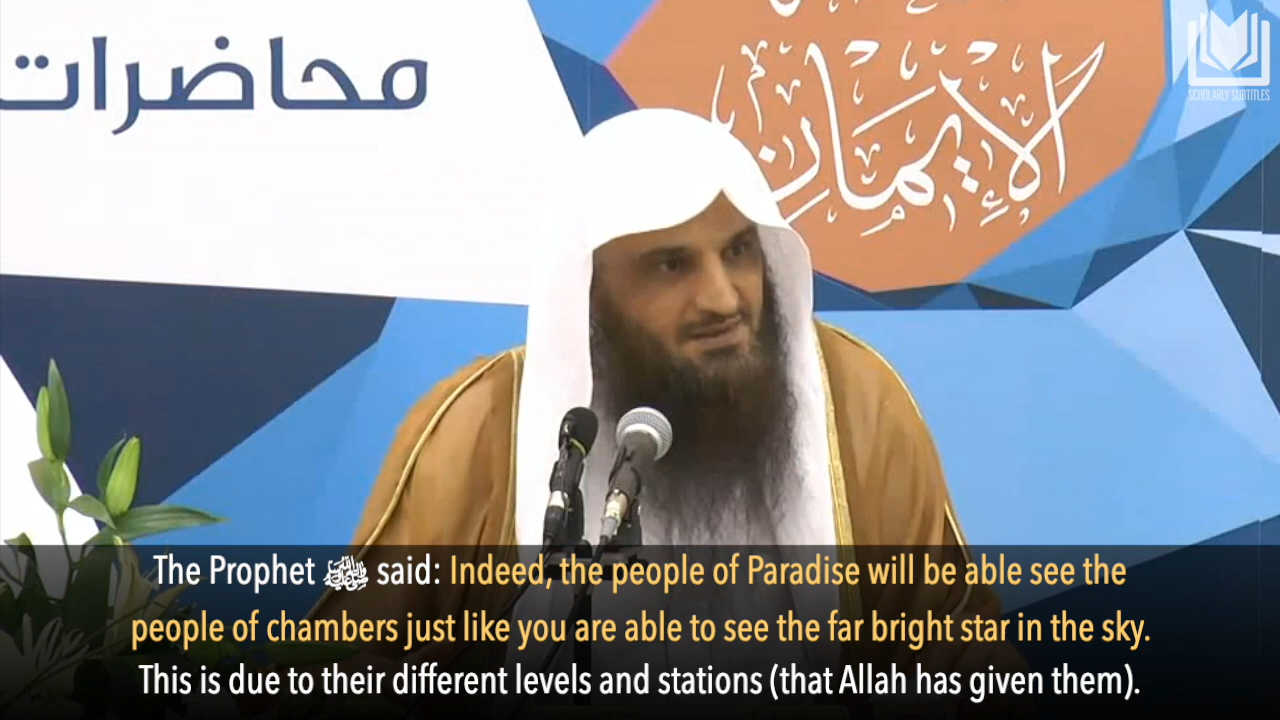 محاضرات
الإيمان
SCHOLARLY SUBTITLES
The Prophet ﷺ said: Indeed, the people of Paradise will be able see the
people of chambers just like you are able to see the far bright star in the sky.
This is due to their different levels and stations (that Allah has given them).